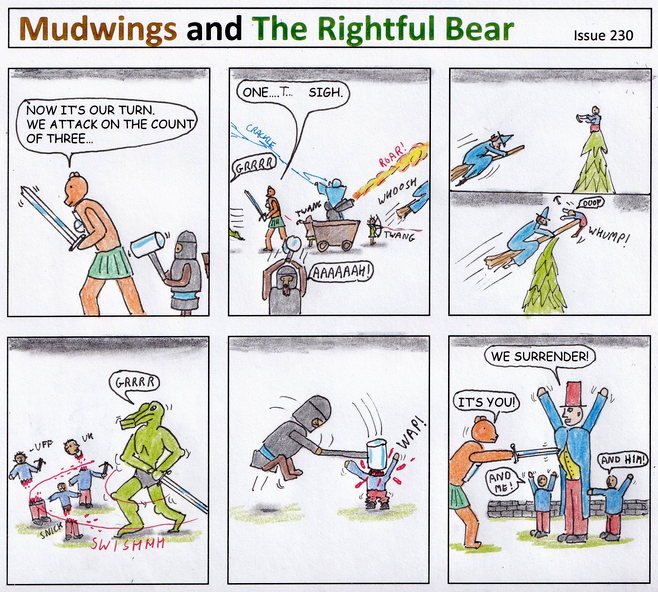 Mudwings and The Rightful Bear
Issue 230
NOW IT'S OUR TURN.
WE ATTACK ON THE COUNT
OF THREE...
ONE....T... SIGH.
CRACKLE
ROAR!
GRRRR
WHOOSH
TWANG
TWANG
AAAAAAH!
OOOF
WHUMP!
GRRRR
-UFF
UK
SNICK
SWISHHH
WAP!
WE SURRENDER!
IT'S YOU!
AND
ME!
AND HIM!